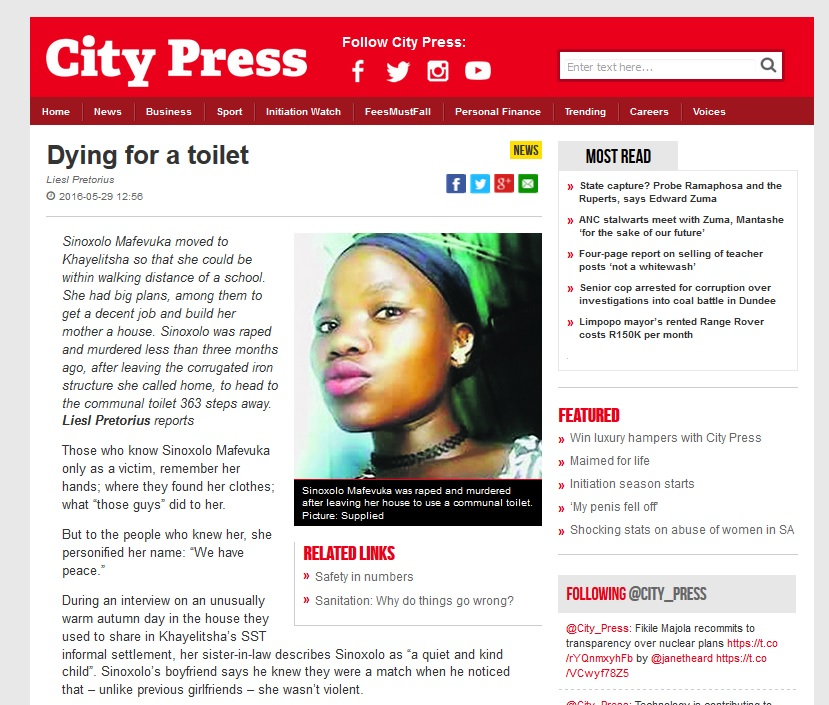 City Press
Follow City Press:
Enter text here...
Home
News
Business
Sport
Initiation Watch
FeesMustFall
Personal Finance
Trending
Careers
Voices
Dying for a toilet
NEWS
Liesl Pretorius
2016-05-29 12:56
Sinoxolo Mafevuka moved to
Khayelitsha so that she could be
within walking distance of a school.
She had big plans, among them to
get a decent job and build her
mother a house. Sinoxolo was raped
and murdered less than three months
ago, after leaving the corrugated iron
structure she called home, to head to
the communal toilet 363 steps away.
Liesl Pretorius reports
Those who know Sinoxolo Mafevuka
only as a victim, remember her
hands; where they found her clothes;
what “those guys” did to her.
But to the people who knew her, she
personified her name: “We have
peace.”
During an interview on an unusually
warm autumn day in the house they
used to share in Khayelitsha’s SST
informal settlement, her sister-in-law describes Sinoxolo as “a quiet and kind
child”. Sinoxolo’s boyfriend says he knew they were a match when he noticed
that – unlike previous girlfriends – she wasn’t violent.
Sinoxolo Mafevuka was raped and murdered
after leaving her house to use a communal toilet.
Picture: Supplied
RELATED LINKS
» Safety in numbers
» Sanitation: Why do things go wrong?
MOST READ
» State capture? Probe Ramaphosa and the
Ruperts, says Edward Zuma
» ANC stalwarts meet with Zuma, Mantashe
‘for the sake of our future’
» Four-page report on selling of teacher
posts ‘not a whitewash’
» Senior cop arrested for corruption over
investigations into coal battle in Dundee
» Limpopo mayor’s rented Range Rover
costs R150K per month
FEATURED
» Win luxury hampers with City Press
» Maimed for life
» Initiation season starts
» ‘My penis fell off’
» Shocking stats on abuse of women in SA
FOLLOWING @CITY_PRESS
@City_Press: Fikile Majola recommits to
transparency over nuclear plans https://t.co
/rYQnmxyhFb by @janetheard https://t.co
/VCwyf78Z5
@City_Press: Technology is contributing to